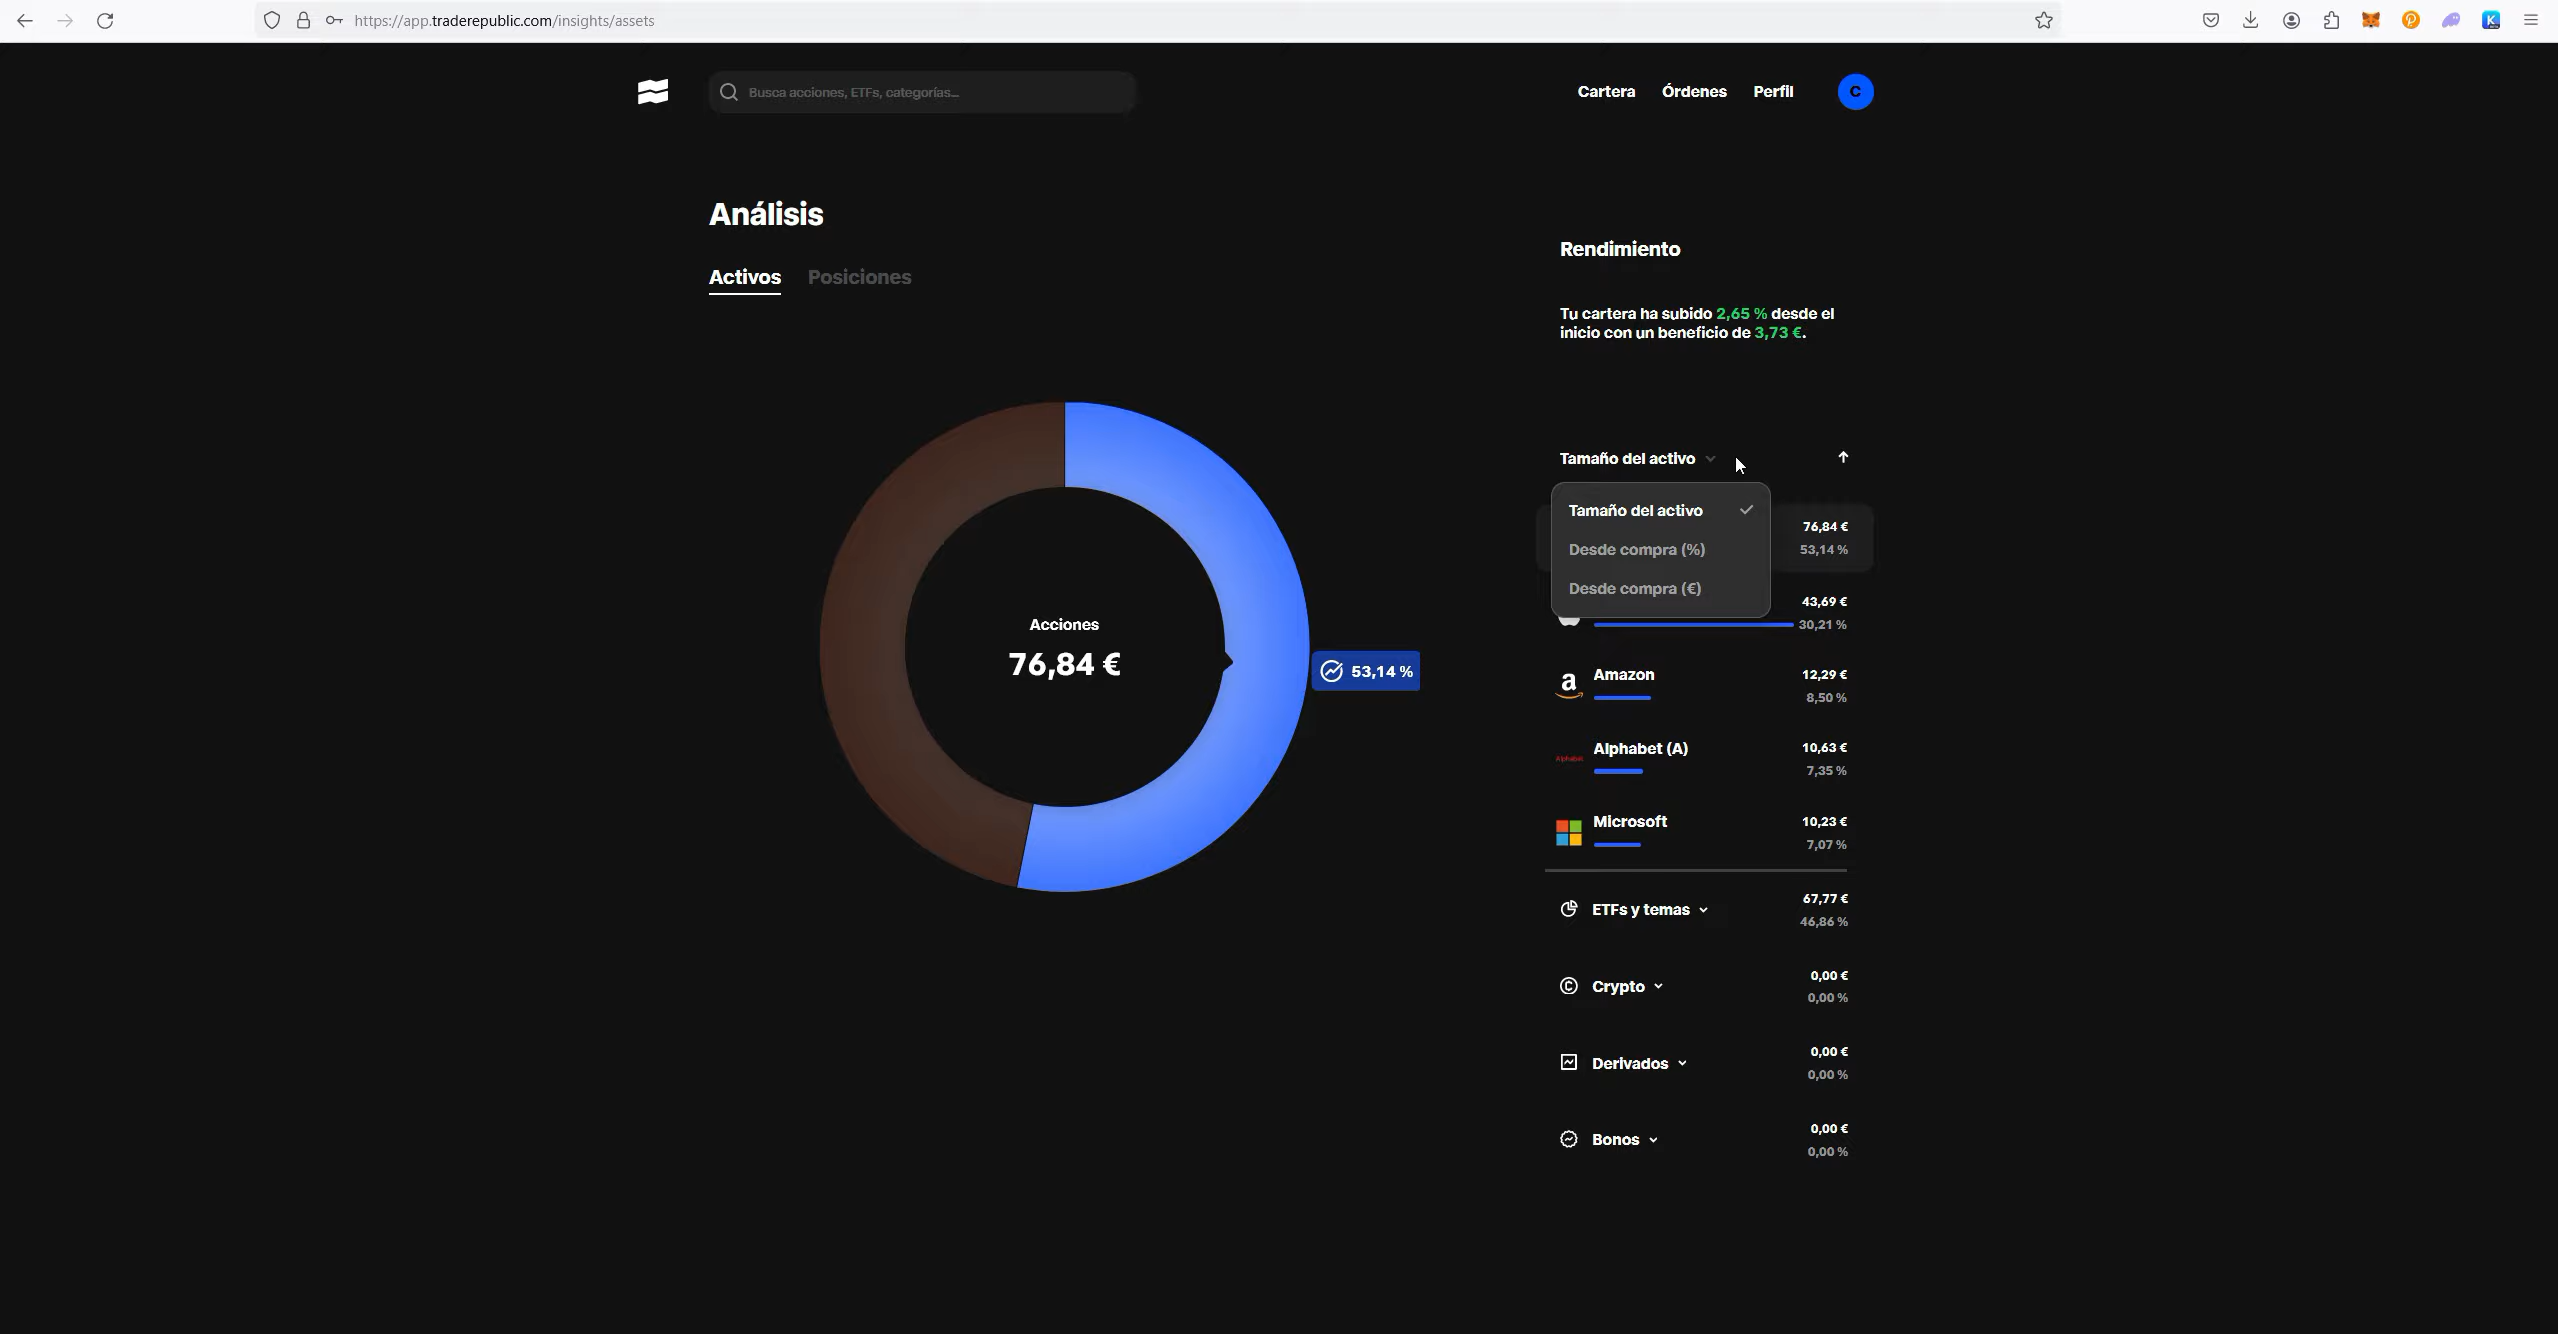 https://app.traderepublic.com/insights/assets
Busca acciones, ETFs, categorías...
Cartera
Órdenes
Perfil
C
Análisis
Activos
Posiciones
Rendimiento
Tu cartera ha subido 2,65 % desde el
inicio con un beneficio de 3,73 €.
Acciones
76,84 €
53,14 %
Tamaño del activo
Tamaño del activo
Desde compra (%)
Desde compra (€)
76,84 €
53,14 %
43,69 €
30,21 %
a
Amazon
12,29 €
8,50 %
Alphabet
Alphabet (A)
10,63 €
7,35 %
Microsoft
10,23 €
7,07 %
ETFs y temas
67,77 €
46,86 %
Crypto
0,00 €
0,00 %
Derivados
0,00 €
0,00 %
Bonos
0,00 €
0,00 %